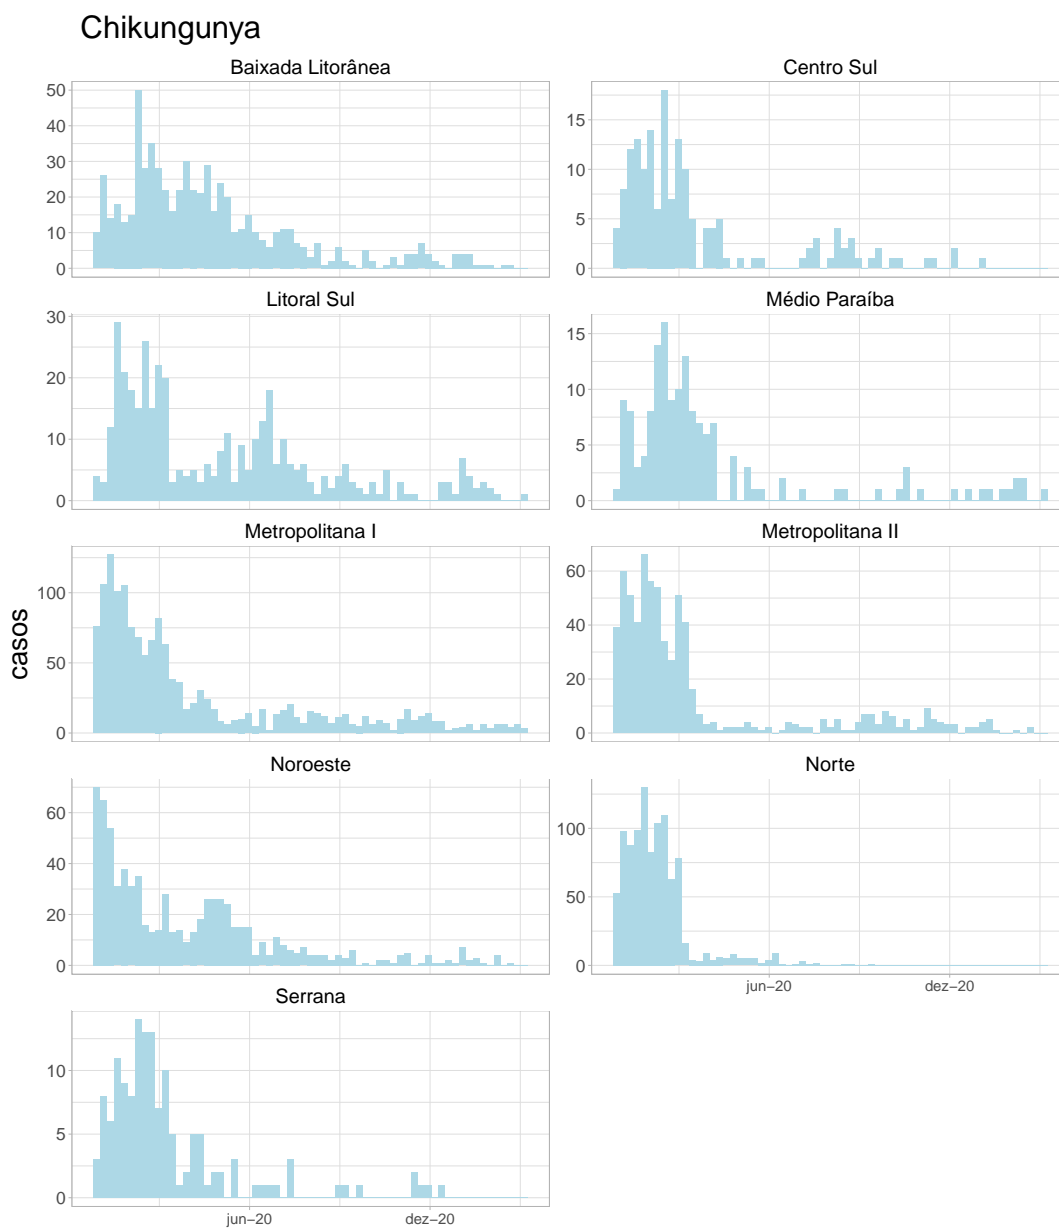 Chikungunya
Baixada Litorânea
Centro Sul
50
40
30
20
10
0
15
10
5
0
Litoral Sul
Médio Paraíba
30
20
10
0
15
10
5
0
Metropolitana I
Metropolitana II
casos
100
50
0
60
40
20
0
Noroeste
Norte
60
40
20
0
100
50
0
jun−20 dez−20
Serrana
10
5
0
jun−20 dez−20